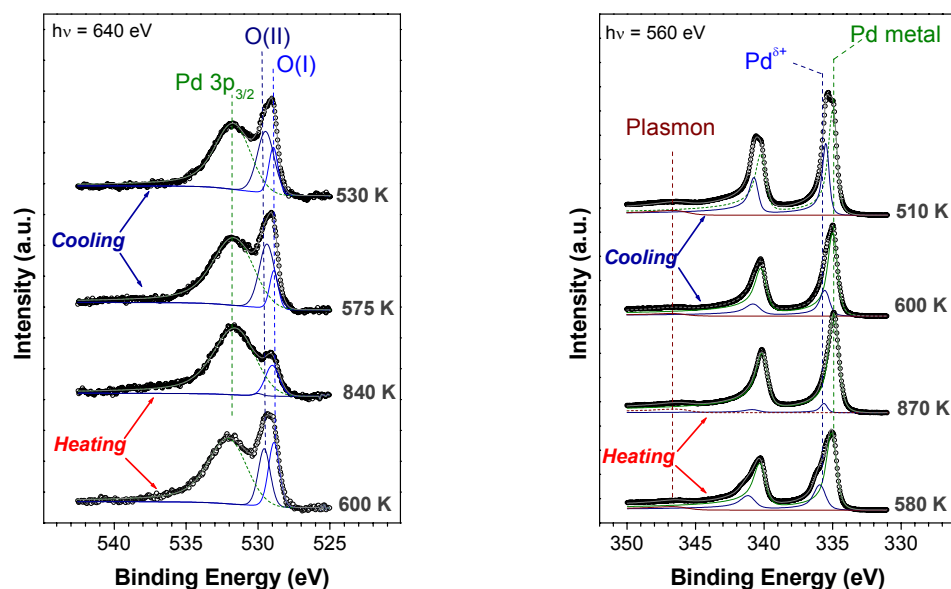 hν = 640 eV
O(II)
O(I)
Pd 3p3/2
530 K
Cooling
575 K
840 K
Heating
600 K
Intensity (a.u.)
540 535 530 525
Binding Energy (eV)
hν = 560 eV
Pd metal
Pdδ+
Plasmon
510 K
Cooling
600 K
870 K
Heating
580 K
Intensity (a.u.)
350 345 340 335 330
Binding Energy (eV)